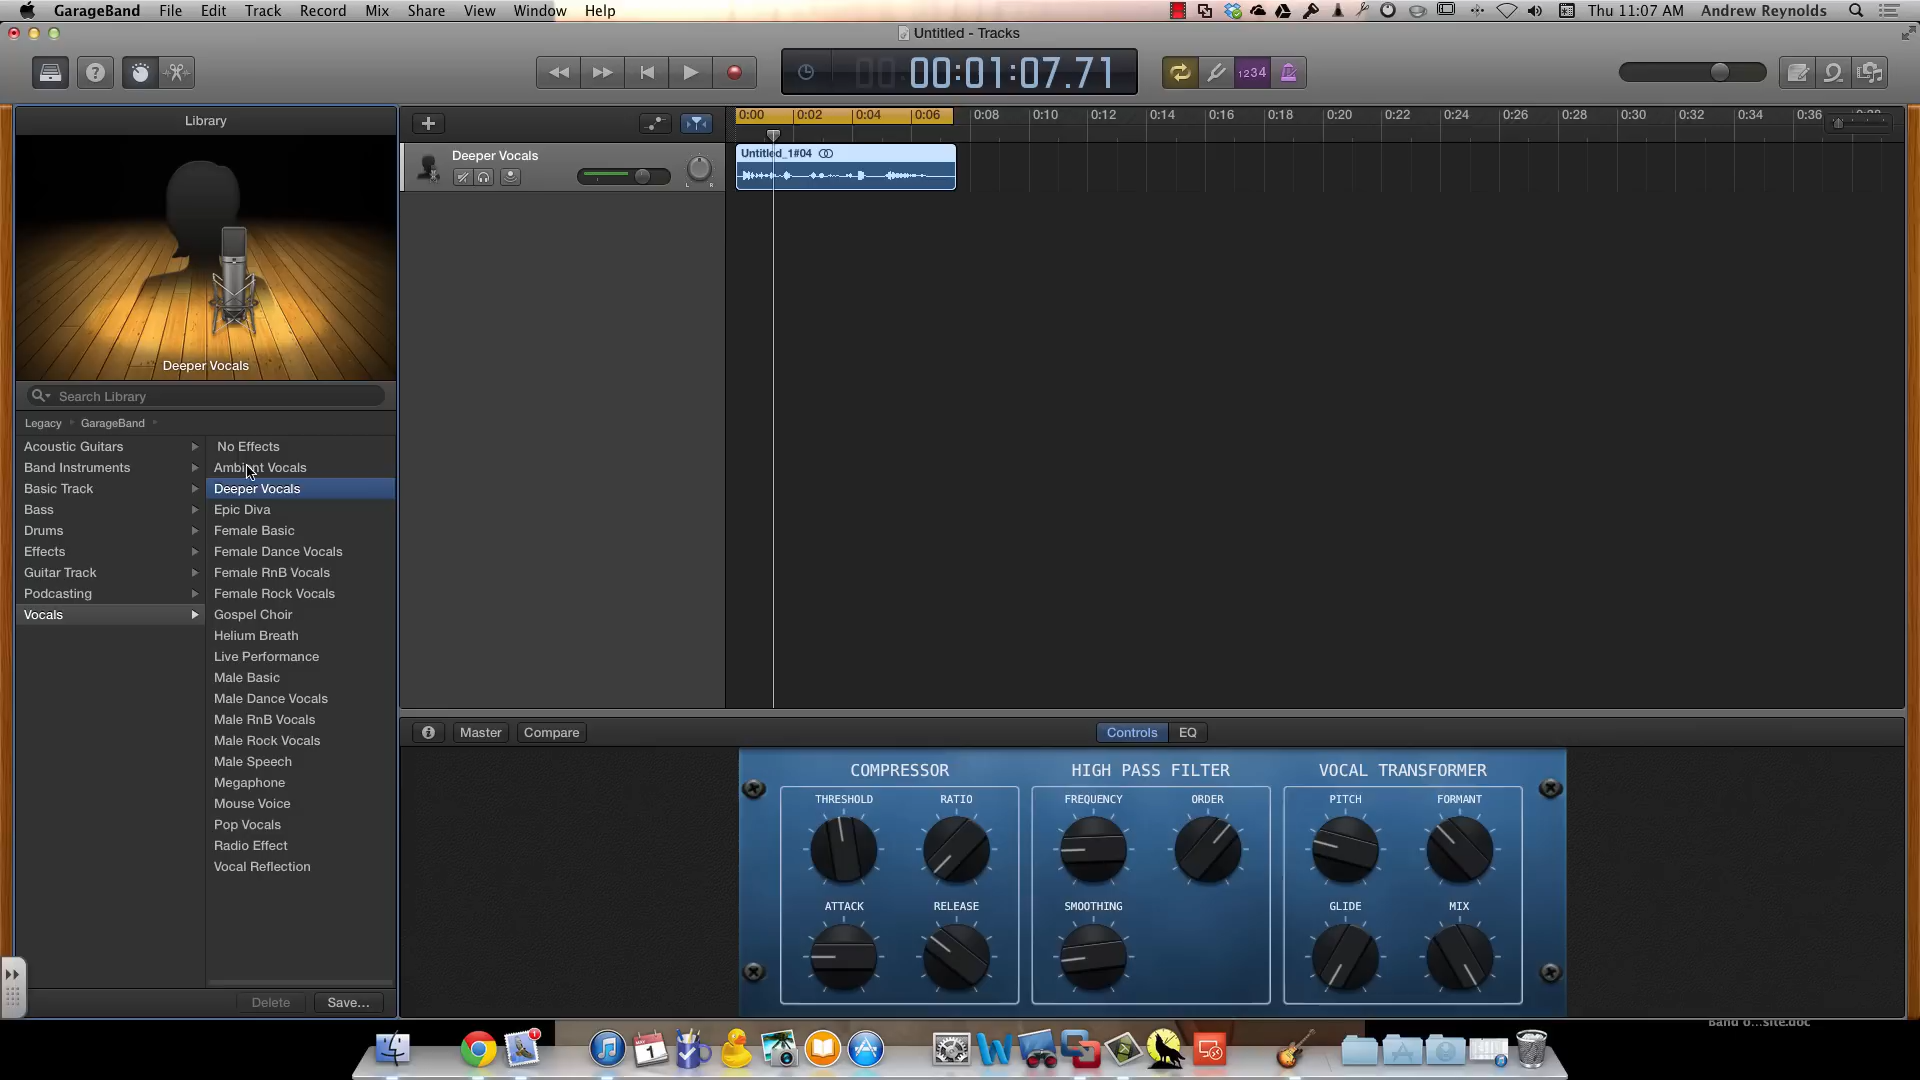 GarageBand File Edit Track Record Mix Share View Window Help Thu 11:07 AM Andrew Reynolds
Untitled - Tracks
00:01:07.71
1234
Library
0:00 0:02 0:04 0:06 0:08 0:10 0:12 0:14 0:16 0:18 0:20 0:22 0:24 0:26 0:28 0:30 0:32 0:34 0:36
Deeper Vocals
L R
Untitled_1#04
Deeper Vocals
Search Library
Legacy GarageBand
Acoustic Guitars
Band Instruments
Basic Track
Bass
Drums
Effects
Guitar Track
Podcasting
Vocals
No Effects
Ambient Vocals
Deeper Vocals
Epic Diva
Female Basic
Female Dance Vocals
Female RnB Vocals
Female Rock Vocals
Gospel Choir
Helium Breath
Live Performance
Male Basic
Male Dance Vocals
Male RnB Vocals
Male Rock Vocals
Male Speech
Megaphone
Mouse Voice
Pop Vocals
Radio Effect
Vocal Reflection
Delete Save...
Master Compare Controls EQ
COMPRESSOR HIGH PASS FILTER VOCAL TRANSFORMER
THRESHOLD RATIO FREQUENCY ORDER PITCH FORMANT
ATTACK RELEASE SMOOTHING GLIDE MIX
Band o...site.doc
MAY
1
1